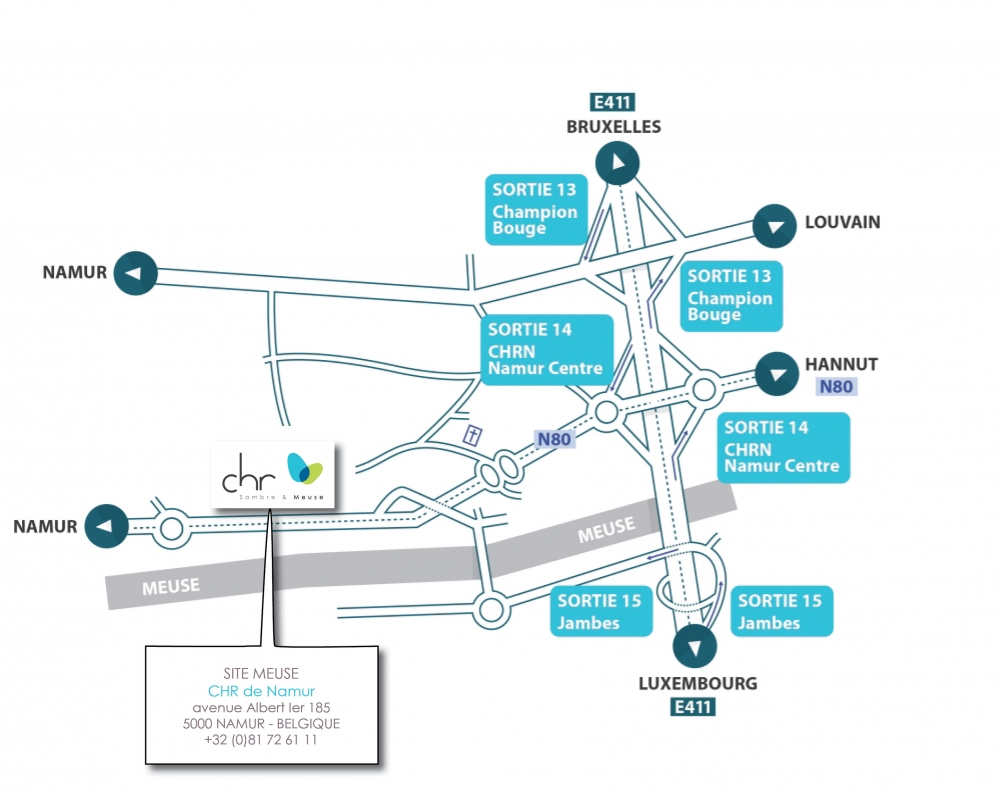 E411
BRUXELLES
SORTIE 13
Champion
Bouge
LOUVAIN
NAMUR
SORTIE 13
Champion
Bouge
SORTIE 14
CHRN
Namur Centre
HANNUT
N80
SORTIE 14
CHRN
Namur Centre
N80
chr
Sambre & Meuse
NAMUR
MEUSE
MEUSE
SORTIE 15
Jambes
SORTIE 15
Jambes
LUXEMBOURG
E411
SITE MEUSE
CHR de Namur
avenue Albert Ier 185
5000 NAMUR - BELGIQUE
+32 (0)81 72 61 11